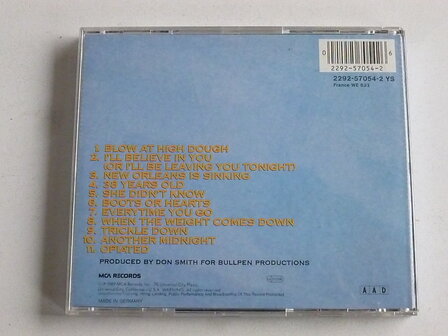 0
6
2292-57054-2
2292-57054-2 YS
France WE 833
1. BLOW AT HIGH DOUGH
2. I'LL BELIEVE IN YOU
(OR I'LL BE LEAVING YOU TONIGHT)
3. NEW ORLEANS IS SINKING
4. 38 YEARS OLD
5. SHE DIDN'T KNOW
6. BOOTS OR HEARTS
7. EVERYTIME YOU GO
8. WHEN THE WEIGHT COMES DOWN
9. TRICKLE DOWN
10. ANOTHER MIDNIGHT
11. OPIATED
PRODUCED BY DON SMITH FOR BULLPEN PRODUCTIONS
MCA RECORDS
MADE IN GERMANY
AAD